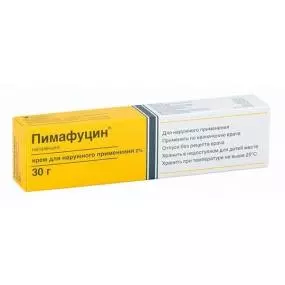 Пимафуцин®
натамицин
крем для наружного применения 2%
30 г
Для наружного применения
Применять по назначению врача
Отпуск без рецепта врача
Хранить в недоступном для детей месте
Хранить при температуре не выше 25°C